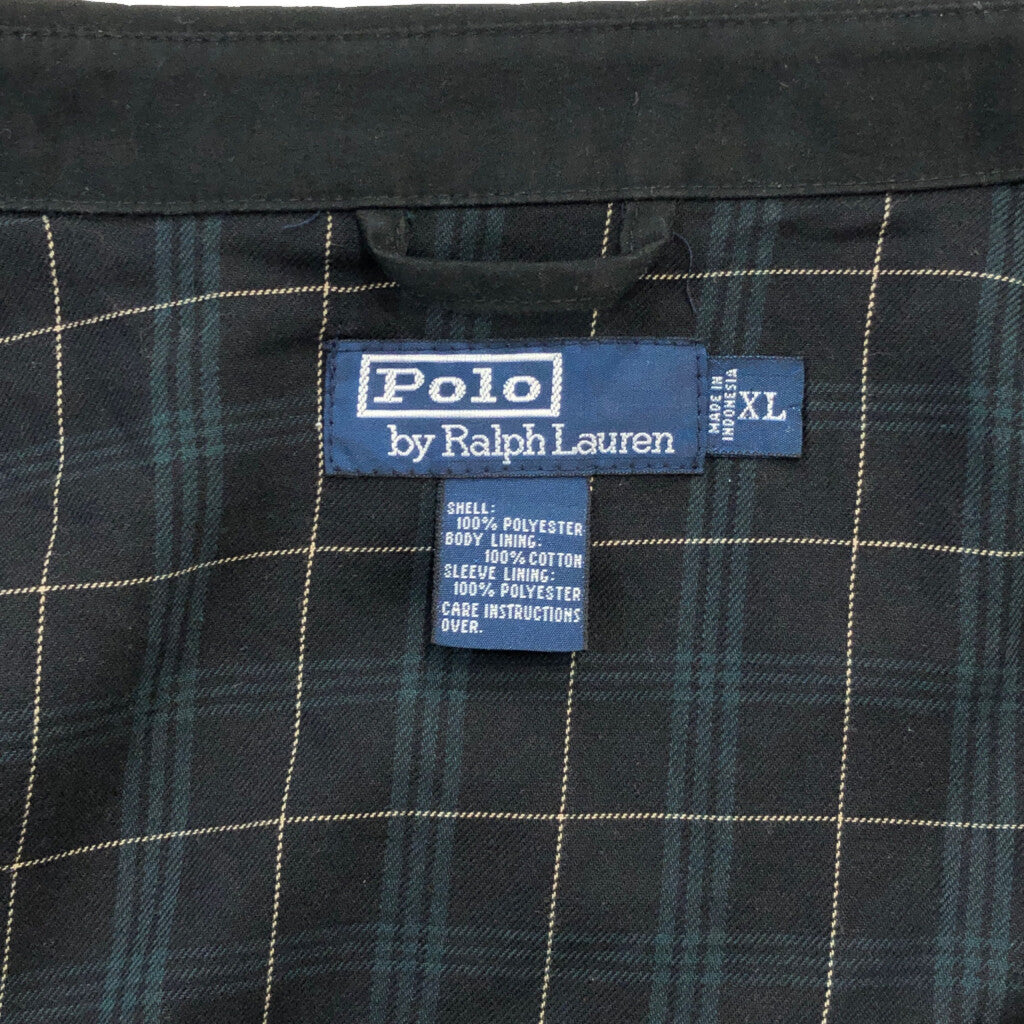 Polo
by Ralph Lauren
MADE IN
INDONESIA
XL
SHELL:
100% POLYESTER
BODY LINING:
100% COTTON
SLEEVE LINING:
100% POLYESTER
CARE INSTRUCTIONS
OVER.